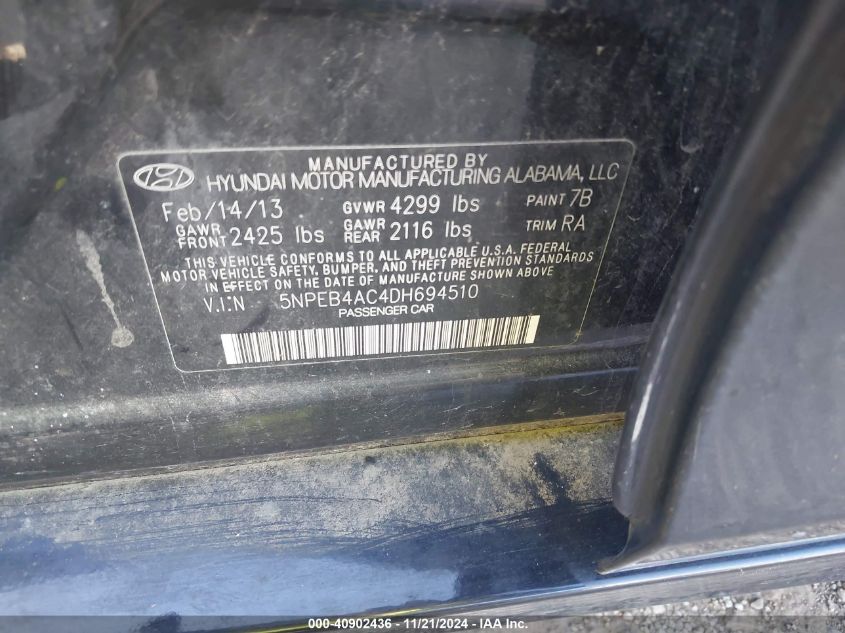 MANUFACTURED BY
HYUNDAI MOTOR MANUFACTURING ALABAMA, LLC
Feb/14/13 GVWR 4299 lbs PAINT 7B
GAWR FRONT 2425 lbs GAWR REAR 2116 lbs TRIM RA
THIS VEHICLE CONFORMS TO ALL APPLICABLE U.S.A. FEDERAL
MOTOR VEHICLE SAFETY, BUMPER, AND THEFT PREVENTION STANDARDS
IN EFFECT ON THE DATE OF MANUFACTURE SHOWN ABOVE
V.I.N 5NPEB4AC4DH694510
PASSENGER CAR
000-40902436 - 11/21/2024 - IAA Inc.